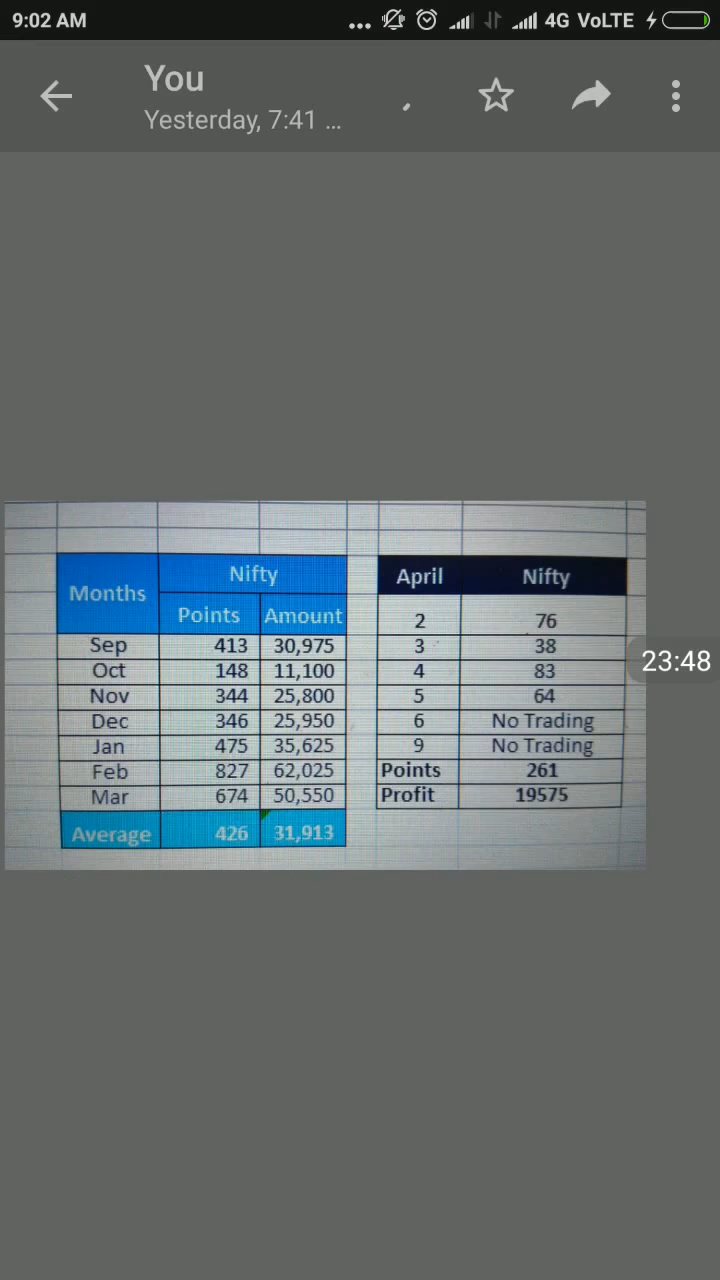 9:02 AM ... 4G VoLTE
You
Yesterday, 7:41 ...
Months Nifty
Points Amount
Sep 413 30,975
Oct 148 11,100
Nov 344 25,800
Dec 346 25,950
Jan 475 35,625
Feb 827 62,025
Mar 674 50,550
Average 426 31,913
April Nifty
2 76
3 38
4 83
5 64
6 No Trading
9 No Trading
Points 261
Profit 19575
23:48